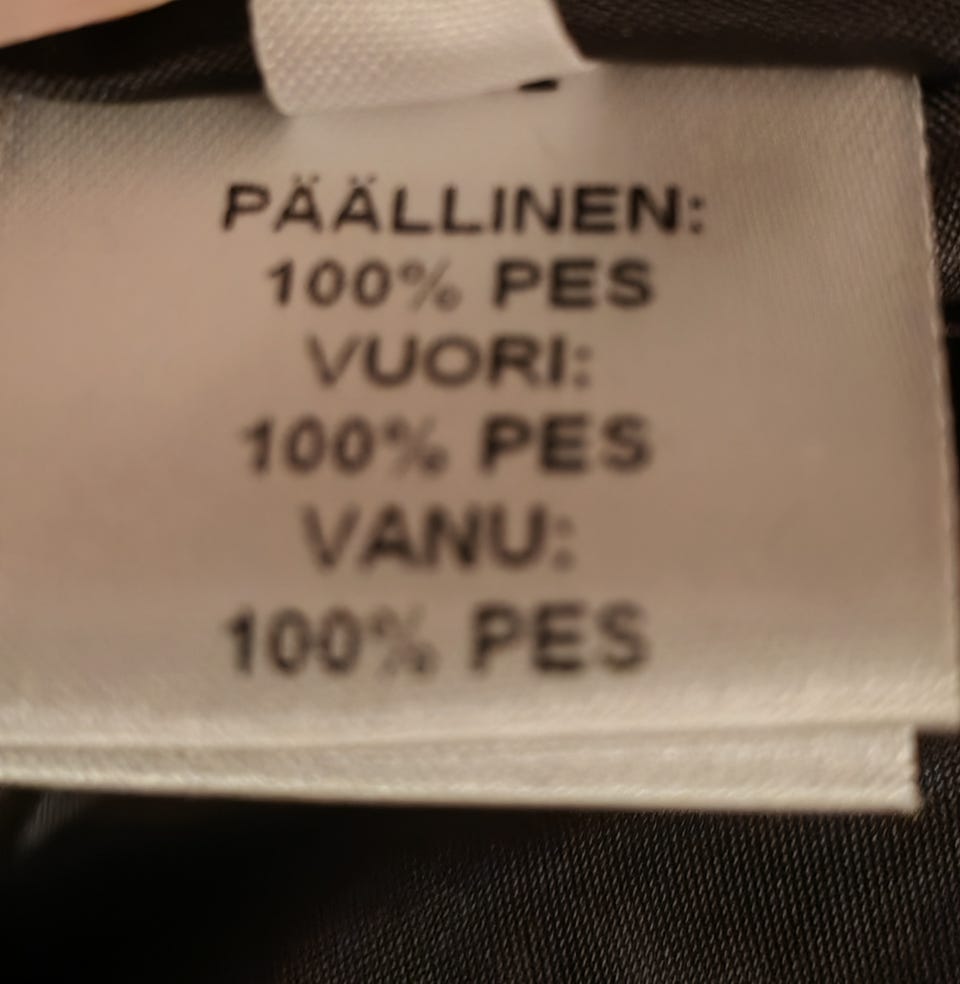 PÄÄLLINEN:
100% PES
VUORI:
100% PES
VANU:
100% PES